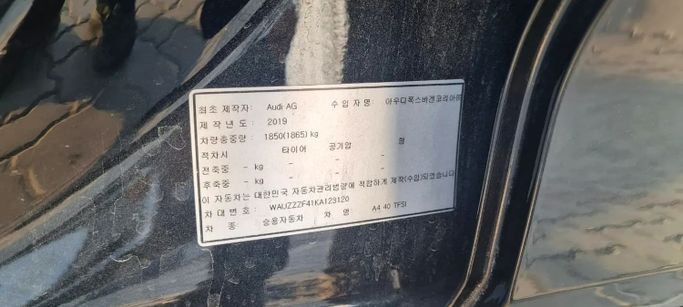 최초 제작자: Audi AG 수 입 자 명: 아우디폭스바겐코리아㈜
제 작 년 도: 2019
차량총중량: 1850(1865) kg
적차시 타이어 공기압 림
전축중 - kg - - -
후축중 - kg - - -
이 자동차는 대한민국 자동차관리법령에 적합하게 제작(수입)되었습니다
차 대 번 호: WAUZZZF41KA123120
차 종: 승용자동차 차 명 A4 40 TFSI